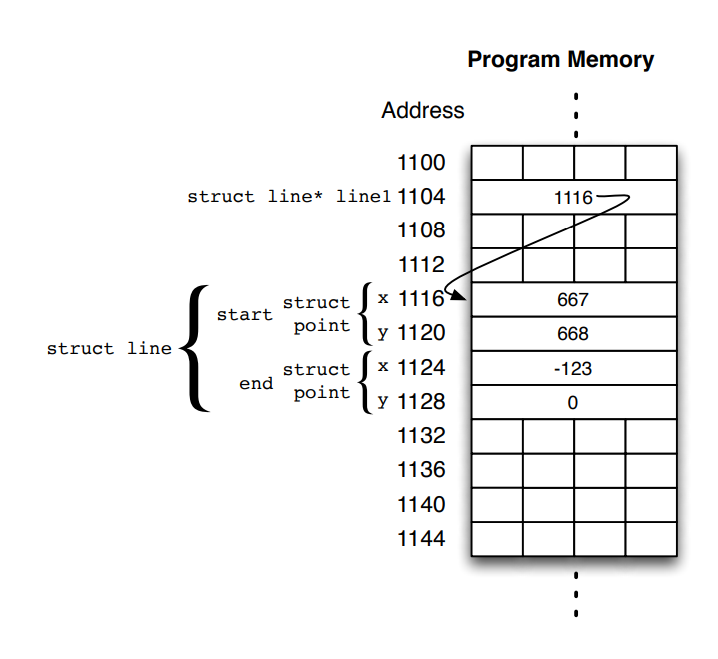 Program Memory
Address
1100
struct line* line1 1104 1116
1108
1112
x 1116 667
start struct point
y 1120 668
struct line
x 1124 -123
end struct point
y 1128 0
1132
1136
1140
1144